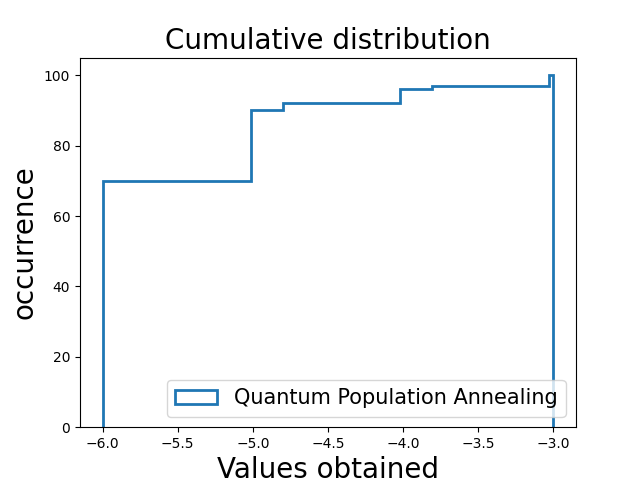 Cumulative distribution
occurrence
100
80
60
40
20
0
Quantum Population Annealing
−6.0 −5.5 −5.0 −4.5 −4.0 −3.5 −3.0
Values obtained